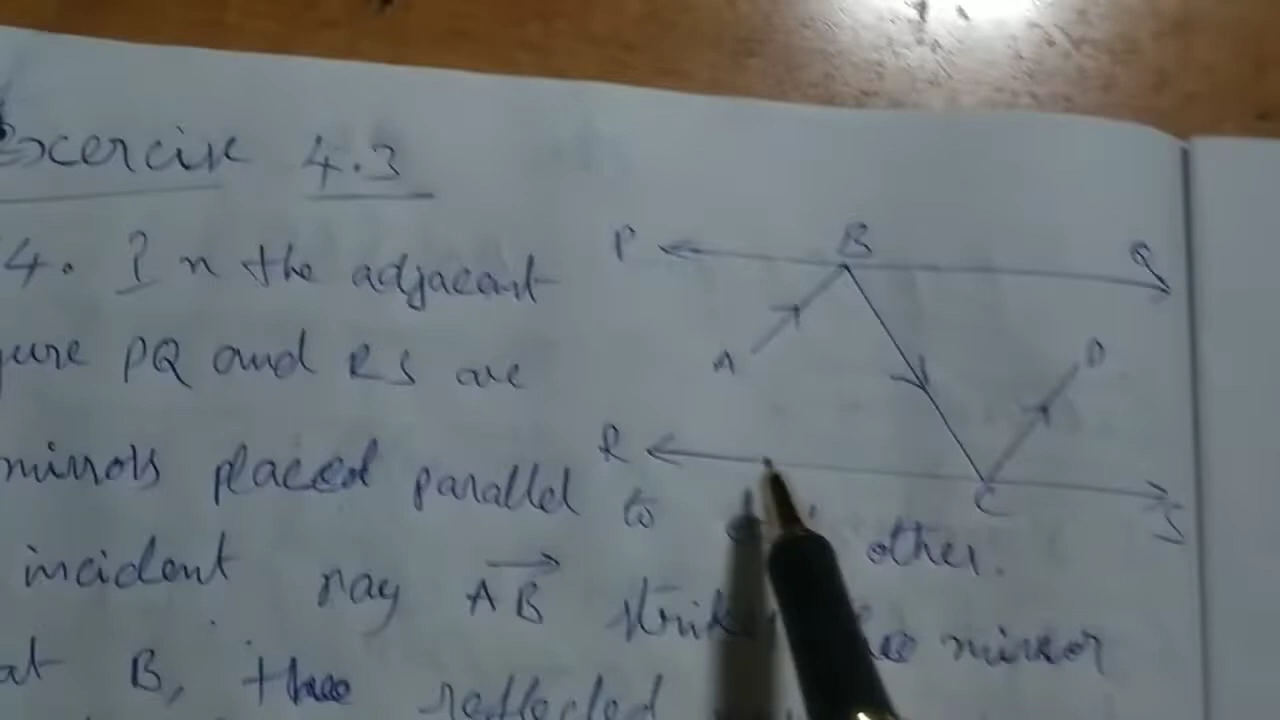 Exercise 4.3
4. In the adjacent
PQ and RS are
mirrors placed parallel to other.
incident ray AB mirror
at B, the reflected
P B Q
A D
R C S